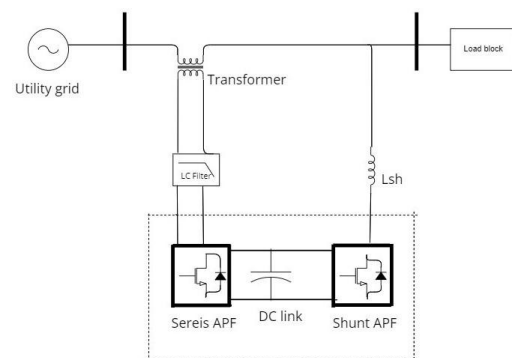 Load block
Utility grid
Transformer
LC Filter
Lsh
Sereis APF
DC link
Shunt APF